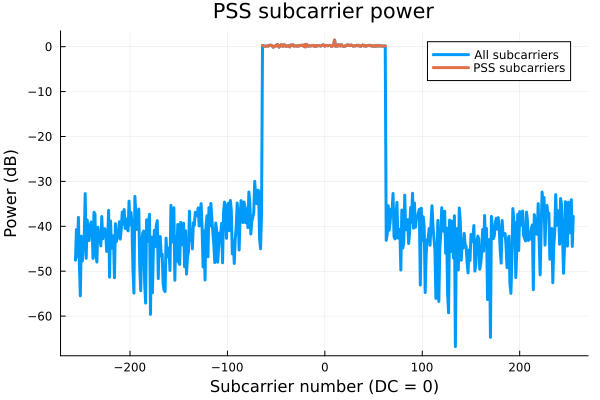 PSS subcarrier power
All subcarriers
PSS subcarriers
Power (dB)
0
−10
−20
−30
−40
−50
−60
−200
−100
0
100
200
Subcarrier number (DC = 0)